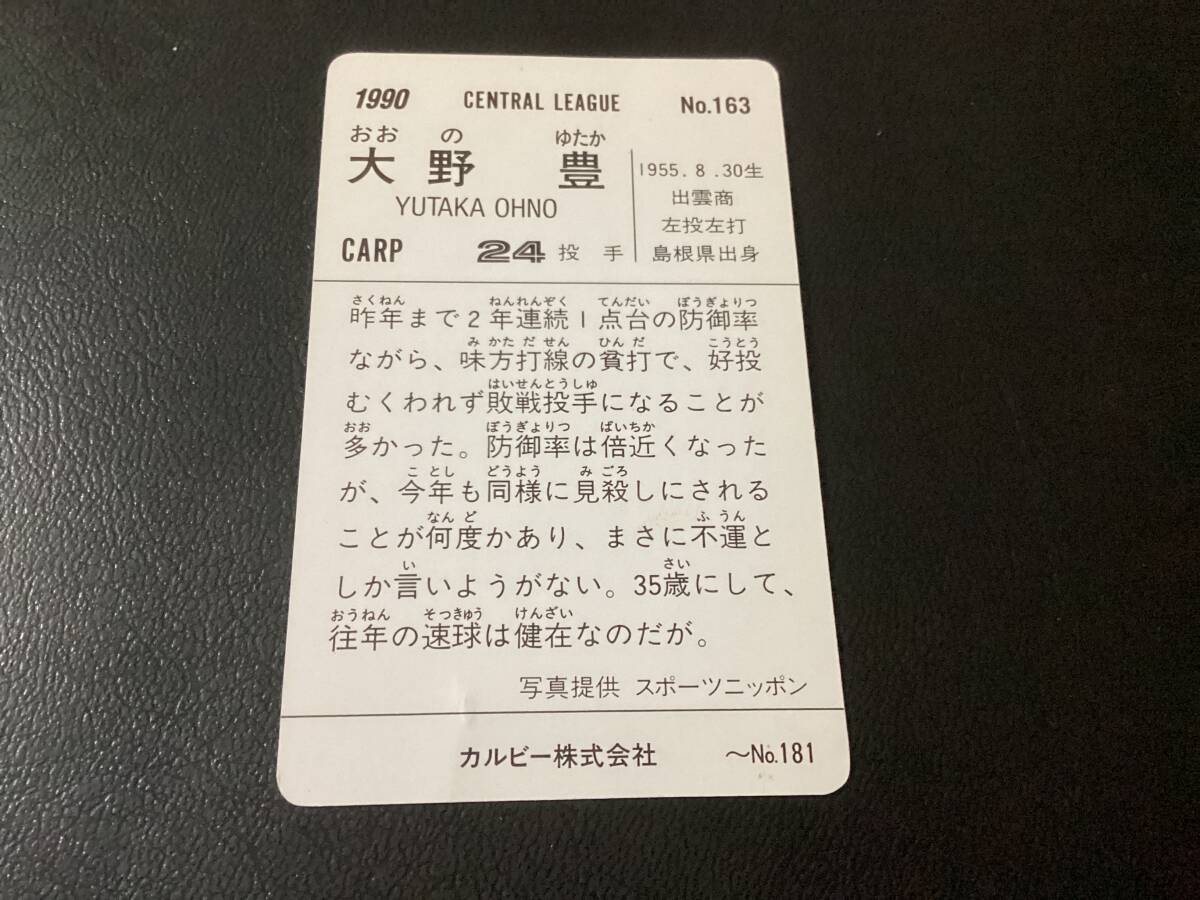 1990 CENTRAL LEAGUE No.163
おお の ゆたか
大野 豊
YUTAKA OHNO
CARP 24 投手
1955.8.30生
出雲商
左投左打
島根県出身
さくねん ねんれんぞく てんだい ぼうぎょりつ
昨年まで2年連続1点台の防御率
みかただせん ひんだ こうとう
ながら、味方打線の貧打で、好投
はいせんとうしゅ
むくわれず敗戦投手になることが
おお ぼうぎょりつ ばいちか
多かった。防御率は倍近くなった
ことし どうよう みごろ
が、今年も同様に見殺しにされる
なんど ふうん
ことが何度かあり、まさに不運と
い さい
しか言いようがない。35歳にして、
おうねん そっきゅう けんざい
往年の速球は健在なのだが。
写真提供 スポーツニッポン
カルビー株式会社 〜No.181